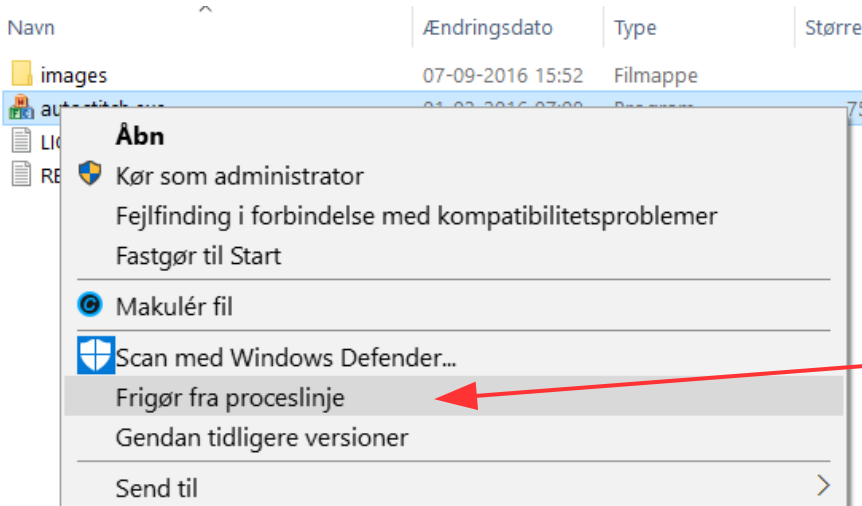 Navn Ændringsdato Type Større
images 07-09-2016 15:52 Filmappe
Åbn
Kør som administrator
Fejlfinding i forbindelse med kompatibilitetsproblemer
Fastgør til Start
Makulér fil
Scan med Windows Defender...
Frigør fra proceslinje
Gendan tidligere versioner
Send til